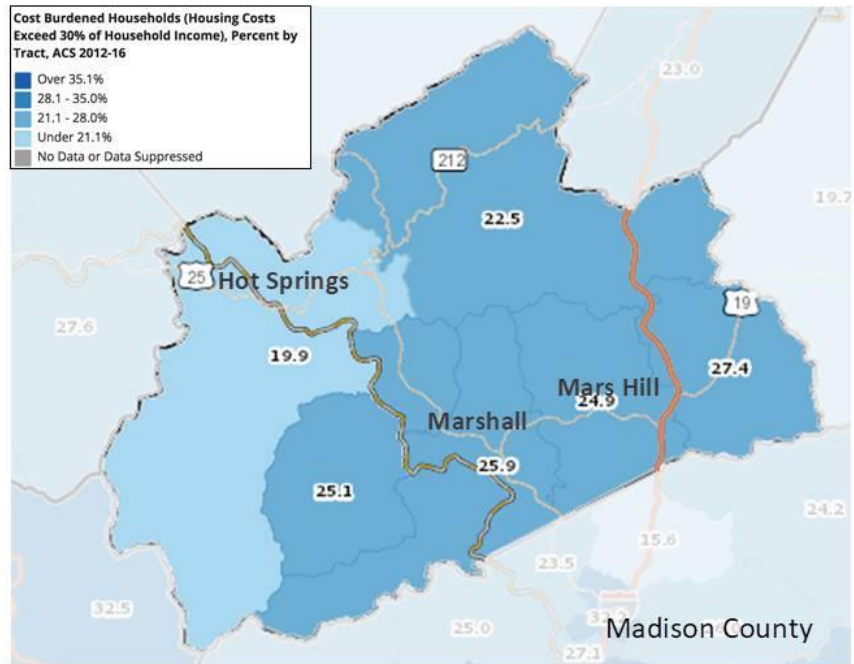 Cost Burdened Households (Housing Costs
Exceed 30% of Household Income), Percent by
Tract, ACS 2012-16
Over 35.1%
28.1 - 35.0%
21.1 - 28.0%
Under 21.1%
No Data or Data Suppressed
23.0
212
19.7
22.5
25
Hot Springs
19
27.6
19.9
27.4
Mars Hill
24.9
Marshall
25.9
25.1
24.2
15.6
23.5
32.5
25.0
Madison County
27.1